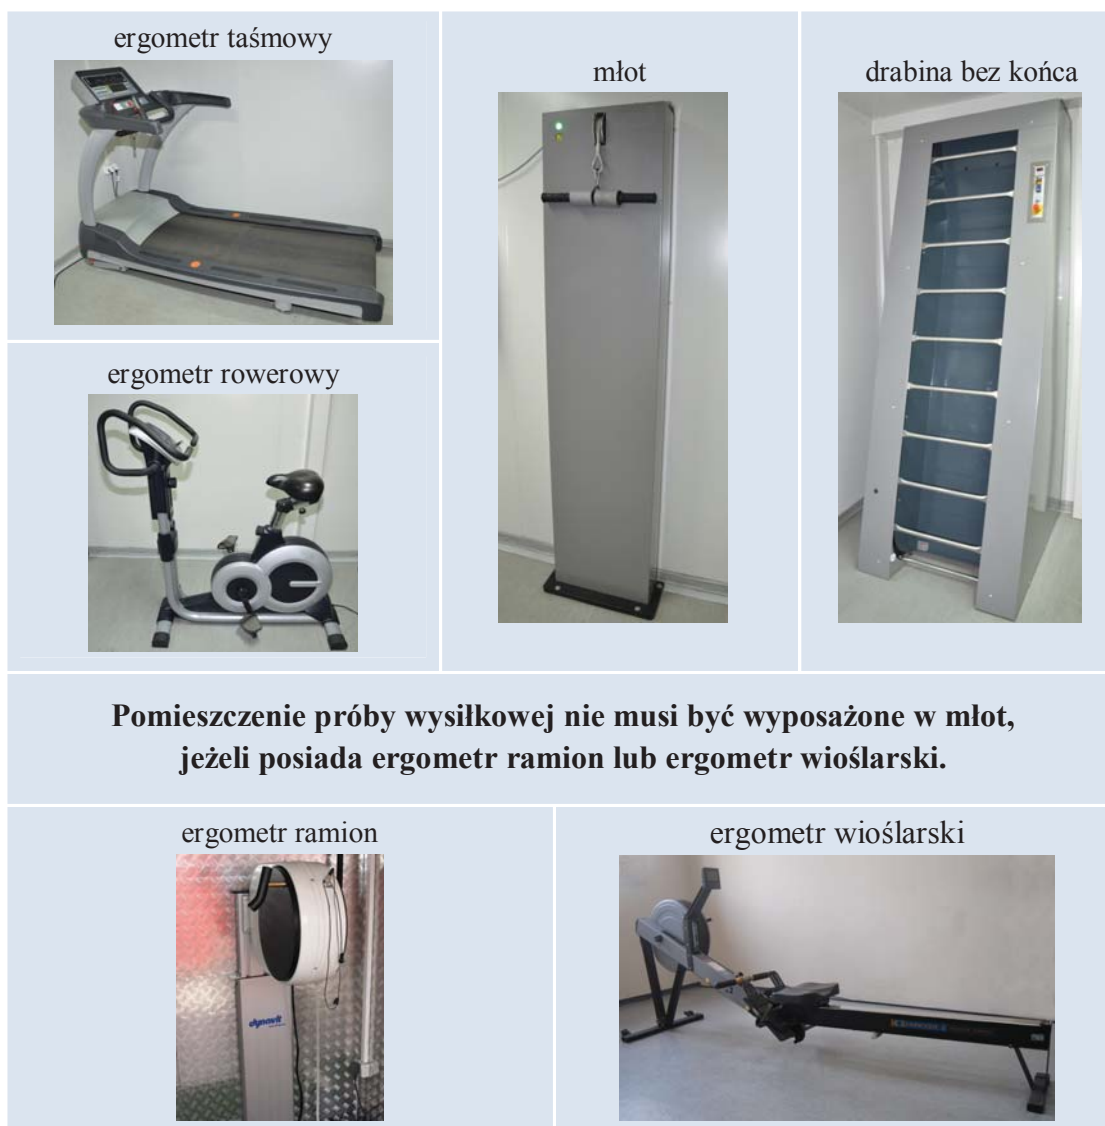 ergometr taśmowy
młot
drabina bez końca
ergometr rowerowy
Pomieszczenie próby wysiłkowej nie musi być wyposażone w młot,
jeżeli posiada ergometr ramion lub ergometr wioślarski.
ergometr ramion
ergometr wioślarski
dynavit